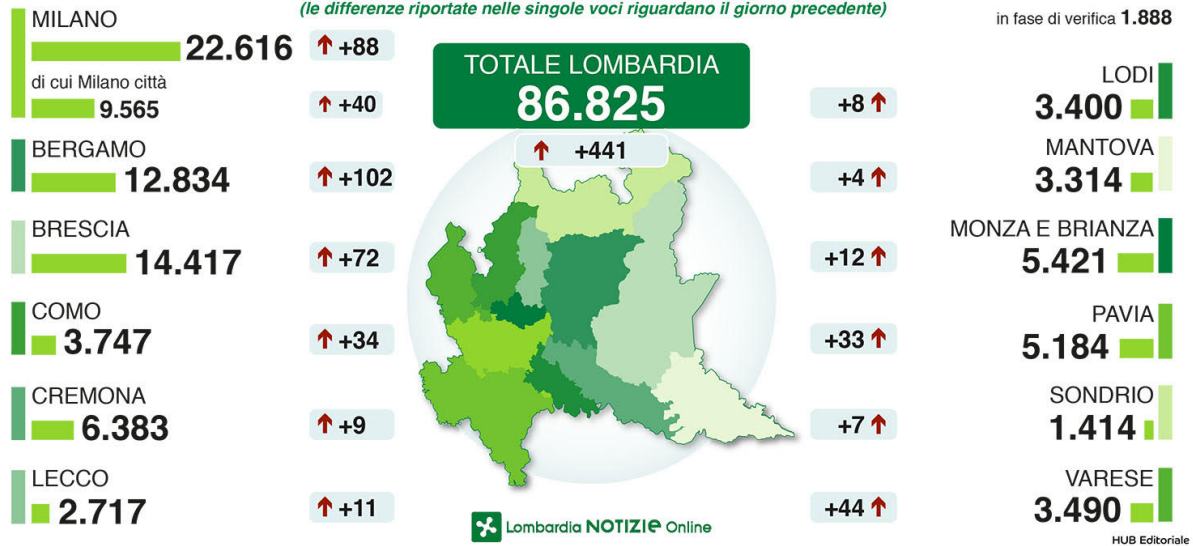 (le differenze riportate nelle singole voci riguardano il giorno precedente)
in fase di verifica 1.888
MILANO
22.616
+88
di cui Milano città
9.565
+40
BERGAMO
12.834
+102
BRESCIA
14.417
+72
COMO
3.747
+34
CREMONA
6.383
+9
LECCO
2.717
+11
TOTALE LOMBARDIA
86.825
+441
LODI
+8
3.400
MANTOVA
+4
3.314
MONZA E BRIANZA
+12
5.421
PAVIA
+33
5.184
SONDRIO
+7
1.414
VARESE
+44
3.490
Lombardia NOTIZIE Online
HUB Editoriale